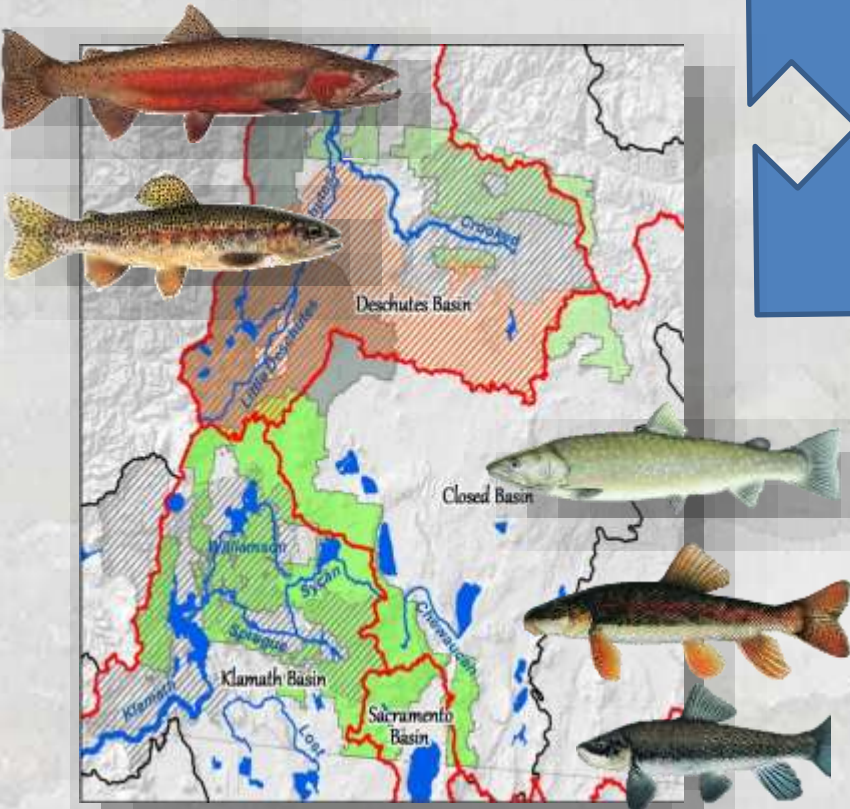 Crooked
Deschutes Basin
Little Deschutes
Closed Basin
Williamson
Sycan
Chewaucan
Sprague
Klamath Basin
Klamath
Sacramento
Basin
Lost